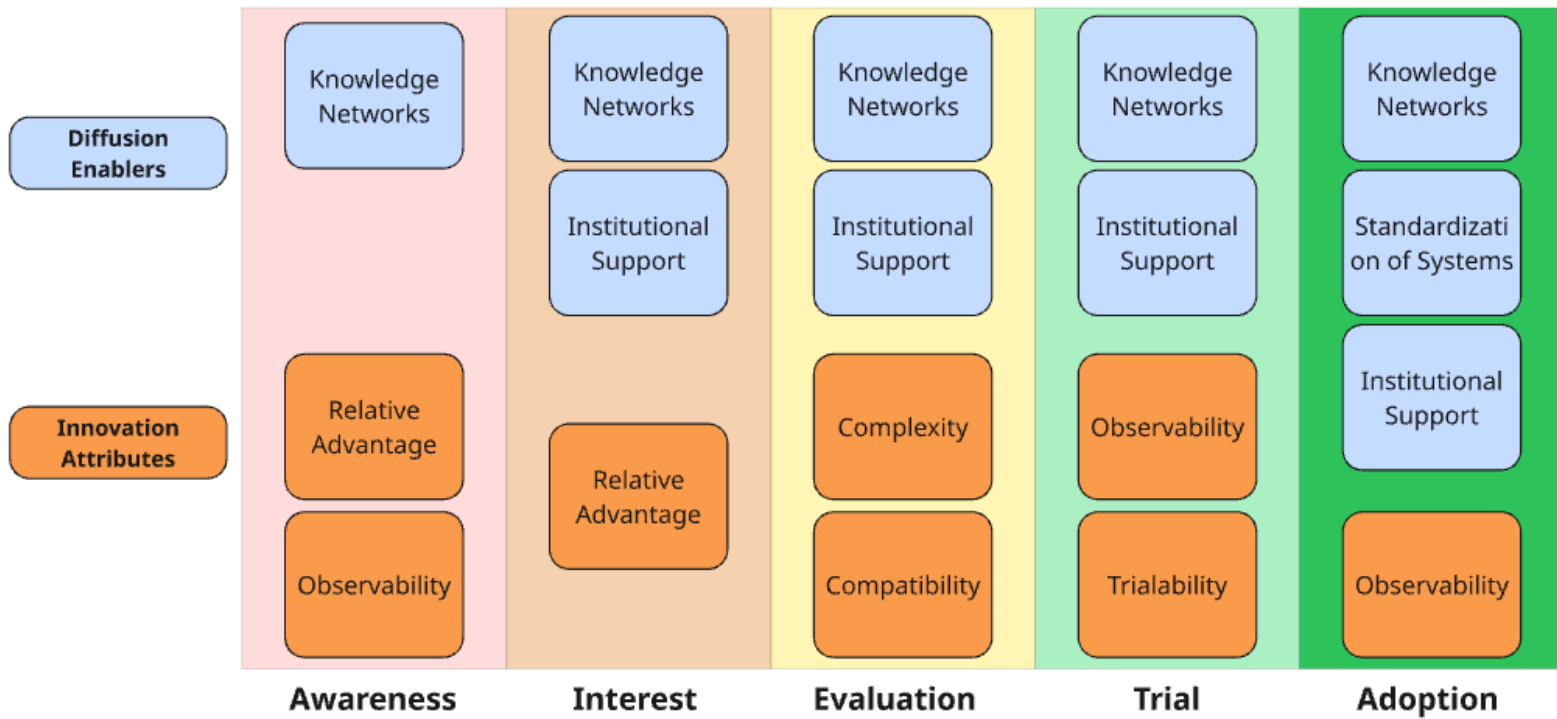 Diffusion
Enablers
Innovation
Attributes
Knowledge
Networks
Relative
Advantage
Observability
Awareness
Knowledge
Networks
Institutional
Support
Relative
Advantage
Interest
Knowledge
Networks
Institutional
Support
Complexity
Compatibility
Evaluation
Knowledge
Networks
Institutional
Support
Observability
Trialability
Trial
Knowledge
Networks
Standardizati
on of Systems
Institutional
Support
Observability
Adoption